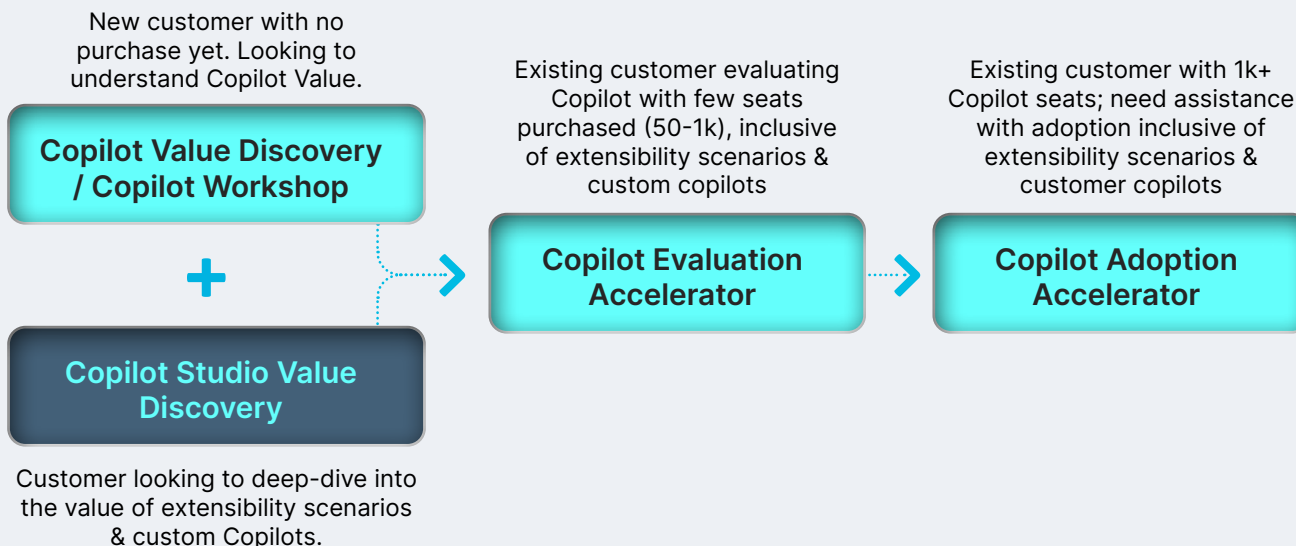 New customer with no
purchase yet. Looking to
understand Copilot Value.
Copilot Value Discovery
/ Copilot Workshop
+
Copilot Studio Value
Discovery
Customer looking to deep-dive into
the value of extensibility scenarios
& custom Copilots.
Existing customer evaluating
Copilot with few seats
purchased (50-1k), inclusive
of extensibility scenarios &
custom copilots
Copilot Evaluation
Accelerator
Existing customer with 1k+
Copilot seats; need assistance
with adoption inclusive of
extensibility scenarios &
customer copilots
Copilot Adoption
Accelerator